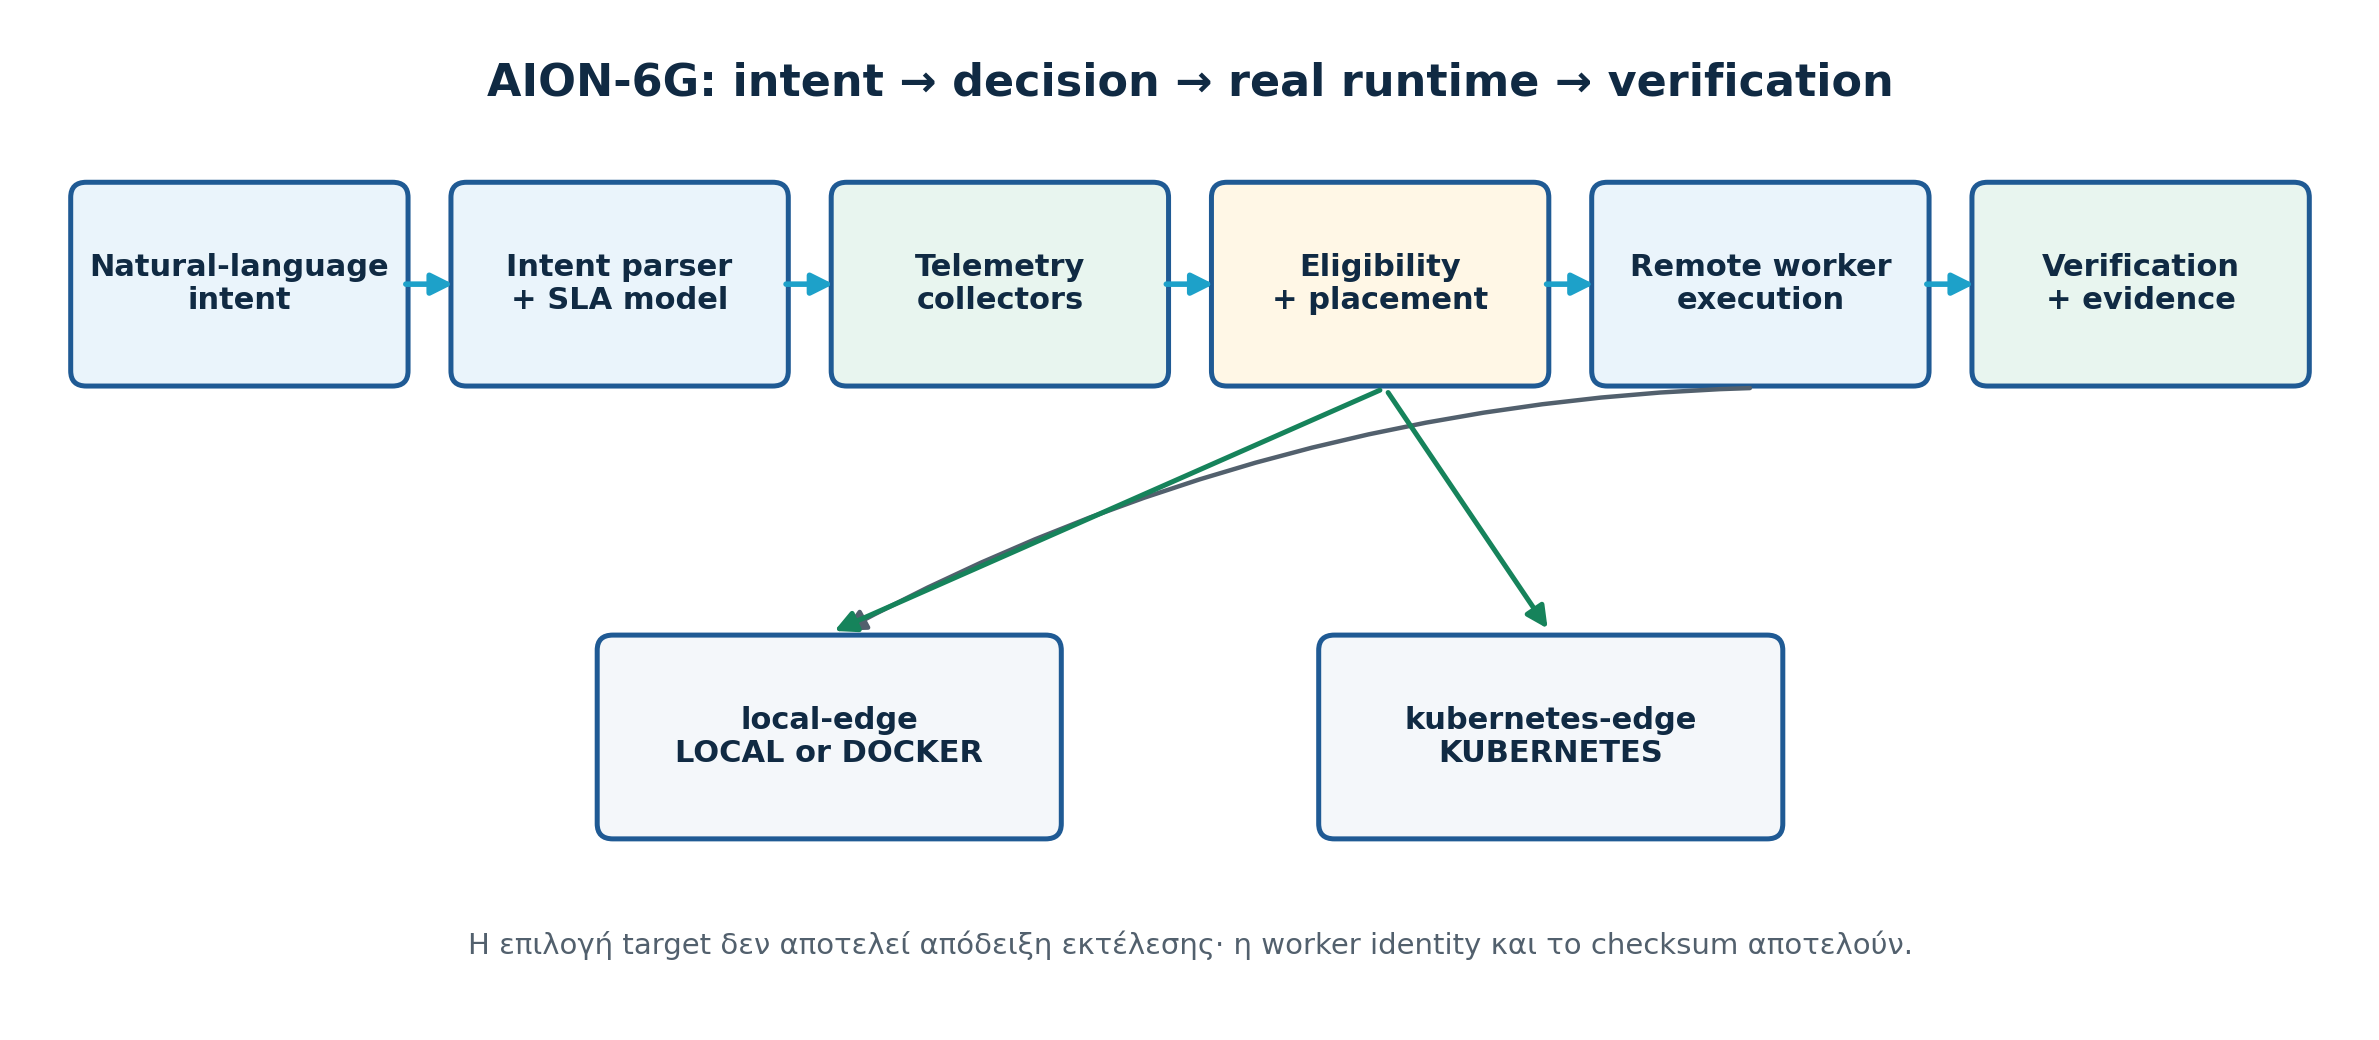 AION-6G: intent → decision → real runtime → verification
Natural-language
intent
Intent parser
+ SLA model
Telemetry
collectors
Eligibility
+ placement
Remote worker
execution
Verification
+ evidence
local-edge
LOCAL or DOCKER
kubernetes-edge
KUBERNETES
Η επιλογή target δεν αποτελεί απόδειξη εκτέλεσης· η worker identity και το checksum αποτελούν.